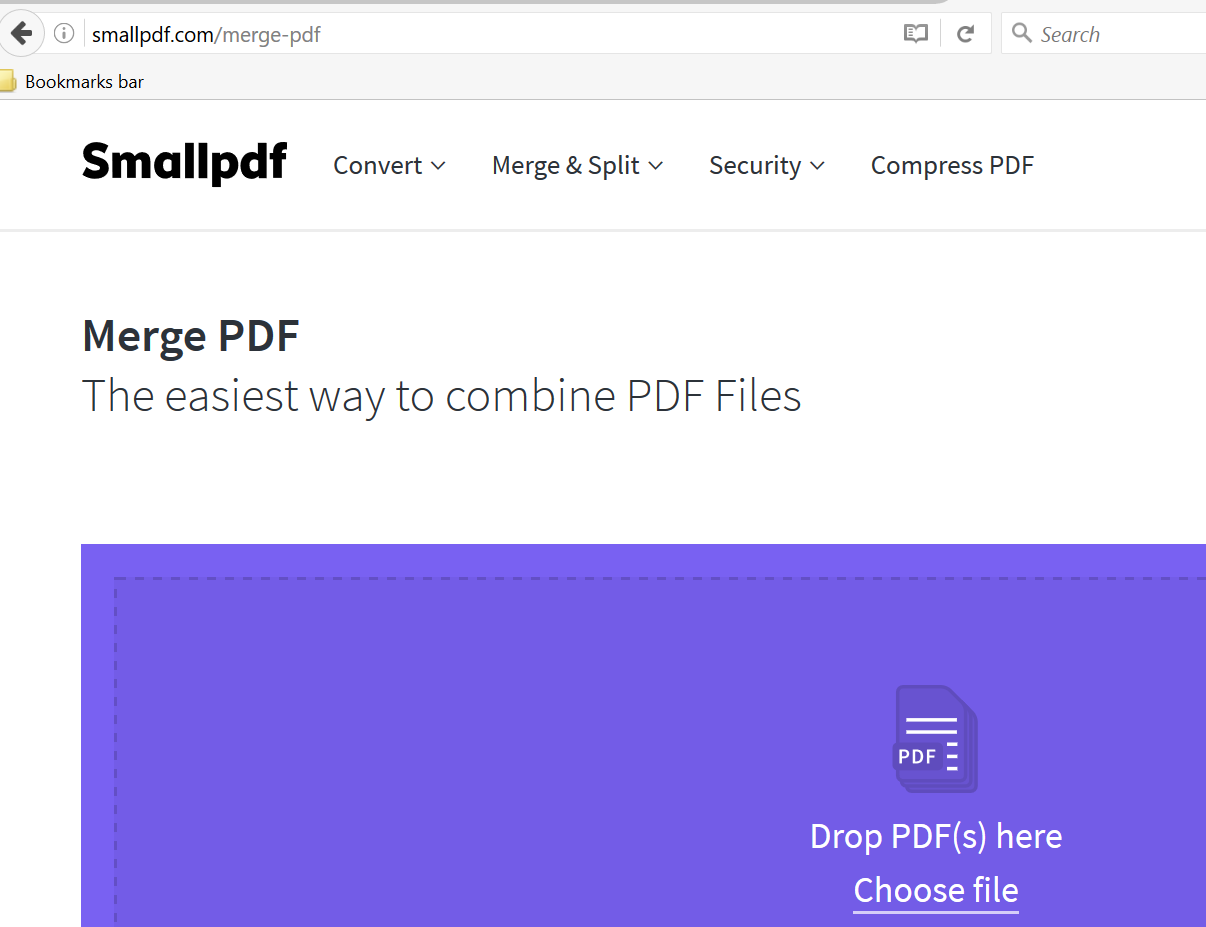 smallpdf.com/merge-pdf
Search
Bookmarks bar
Smallpdf Convert Merge & Split Security Compress PDF
Merge PDF
The easiest way to combine PDF Files
PDF
Drop PDF(s) here
Choose file